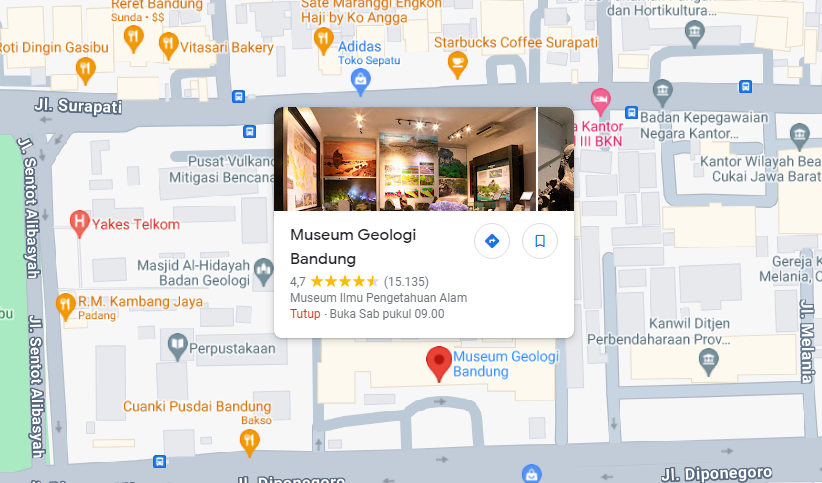 Reret Bandung
Sunda • $$
Sate Maranggi Engkoh
Haji by Ko Angga
dan Hortikultura...
Roti Dingin Gasibu
Vitasari Bakery
Adidas
Toko Sepatu
Starbucks Coffee Surapati
Jl. Surapati
Badan Kepegawaian
Negara Kantor...
Kantor
III BKN
Pusat Vulkano
Mitigasi Bencana
Kantor Wilayah Bea
Cukai Jawa Barat
Jl. Sentot Alibasyah
Yakes Telkom
Museum Geologi
Bandung
4,7
(15.135)
Museum Ilmu Pengetahuan Alam
Tutup · Buka Sab pukul 09.00
Masjid Al-Hidayah
Badan Geologi
Gereja K
Melania, C
R.M. Kambang Jaya
Padang
Jl. Sentot Alibasyah
Perpustakaan
Kanwil Ditjen
Perbendaharaan Prov...
Jl. Melania
Museum Geologi
Bandung
Cuanki Pusdai Bandung
Bakso
Jl. Diponegoro
Jl. Diponegoro